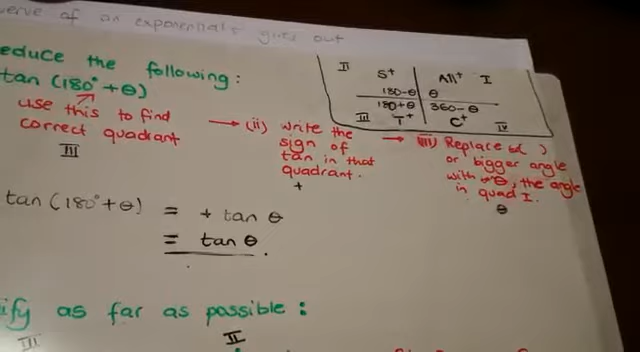 of an exponential gives out
educe the following:
tan (180° + θ)
use this to find
correct quadrant
III
→ (ii) write the
sign of
tan in that
quadrant.
+
→ (iii) Replace ( )
or bigger angle
with θ, the angle
in quad I.
θ
II S+ All+ I
180-θ θ
180+θ 360-θ
III T+ C+ IV
tan (180° + θ) = + tan θ
= tan θ.
ify as far as possible:
III II